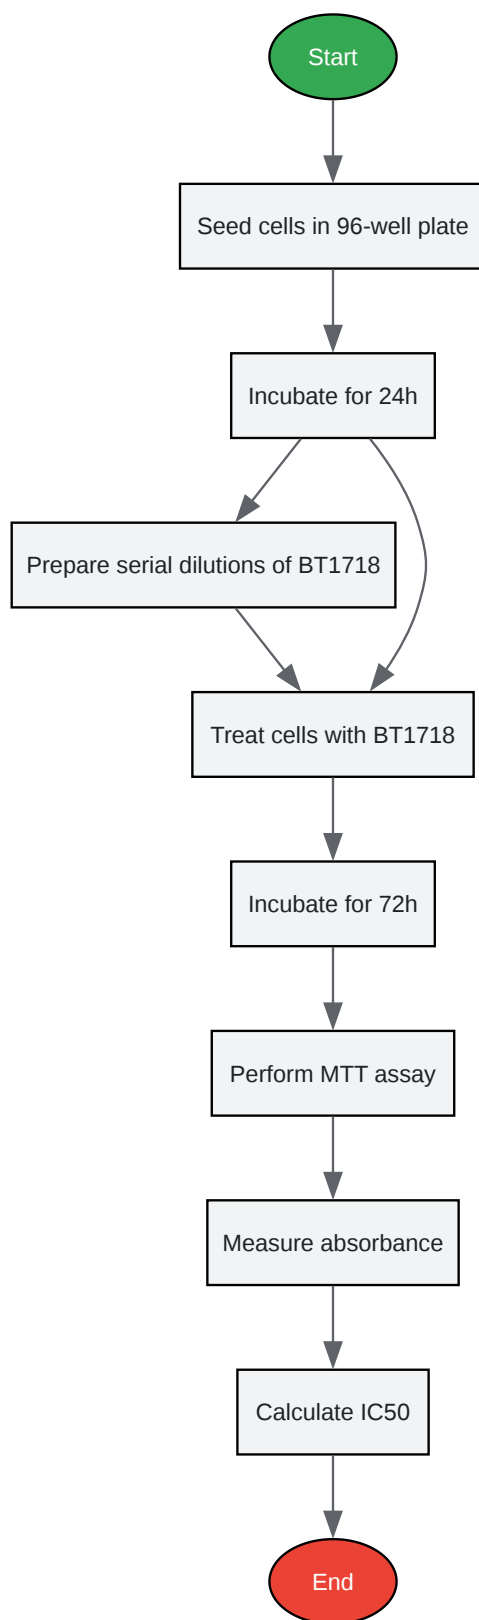 Start
Seed cells in 96-well plate
Incubate for 24h
Prepare serial dilutions of BT1718
Treat cells with BT1718
Incubate for 72h
Perform MTT assay
Measure absorbance
Calculate IC50
End